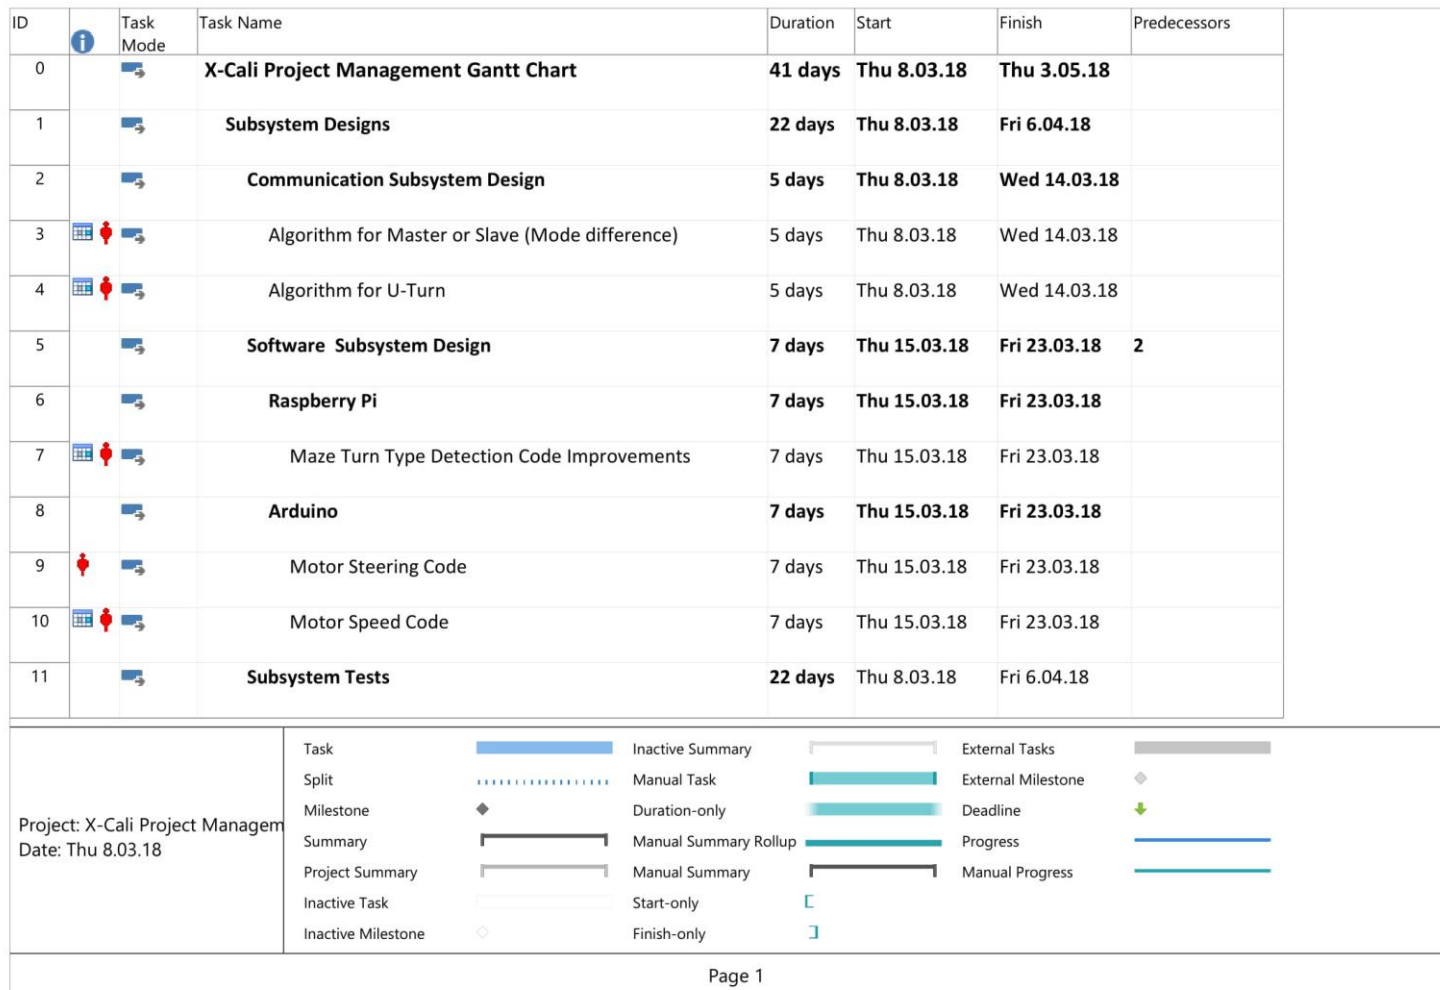 ID Task Mode Task Name Duration Start Finish Predecessors
0 X-Cali Project Management Gantt Chart 41 days Thu 8.03.18 Thu 3.05.18
1 Subsystem Designs 22 days Thu 8.03.18 Fri 6.04.18
2 Communication Subsystem Design 5 days Thu 8.03.18 Wed 14.03.18
3 Algorithm for Master or Slave (Mode difference) 5 days Thu 8.03.18 Wed 14.03.18
4 Algorithm for U-Turn 5 days Thu 8.03.18 Wed 14.03.18
5 Software Subsystem Design 7 days Thu 15.03.18 Fri 23.03.18 2
6 Raspberry Pi 7 days Thu 15.03.18 Fri 23.03.18
7 Maze Turn Type Detection Code Improvements 7 days Thu 15.03.18 Fri 23.03.18
8 Arduino 7 days Thu 15.03.18 Fri 23.03.18
9 Motor Steering Code 7 days Thu 15.03.18 Fri 23.03.18
10 Motor Speed Code 7 days Thu 15.03.18 Fri 23.03.18
11 Subsystem Tests 22 days Thu 8.03.18 Fri 6.04.18
Project: X-Cali Project Managem
Date: Thu 8.03.18
Task Inactive Summary External Tasks
Split Manual Task External Milestone
Milestone Duration-only Deadline
Summary Manual Summary Rollup Progress
Project Summary Manual Summary Manual Progress
Inactive Task Start-only
Inactive Milestone Finish-only
Page 1